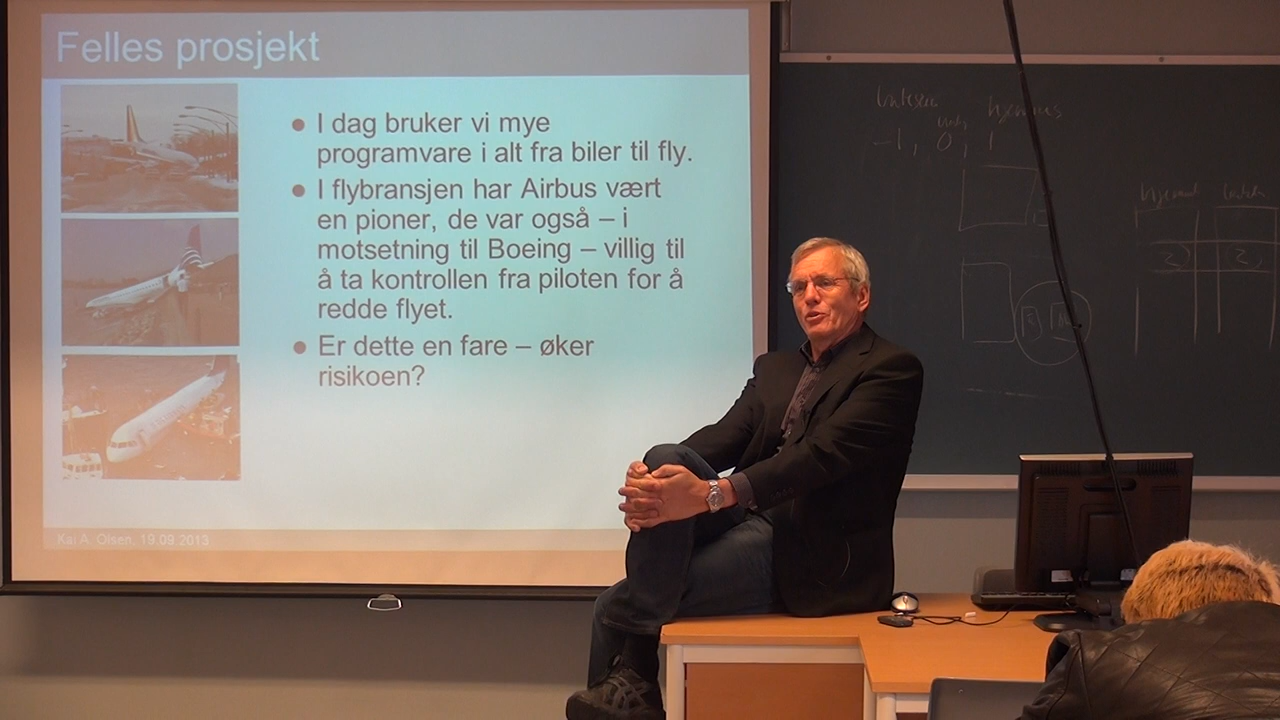 Felles prosjekt
● I dag bruker vi mye
programvare i alt fra biler til fly.
● I flybransjen har Airbus vært
en pioner, de var også – i
motsetning til Boeing – villig til
å ta kontrollen fra piloten for å
redde flyet.
● Er dette en fare – øker
risikoen?
Kai A. Olsen, 19.09.2013
-1, 0, 1